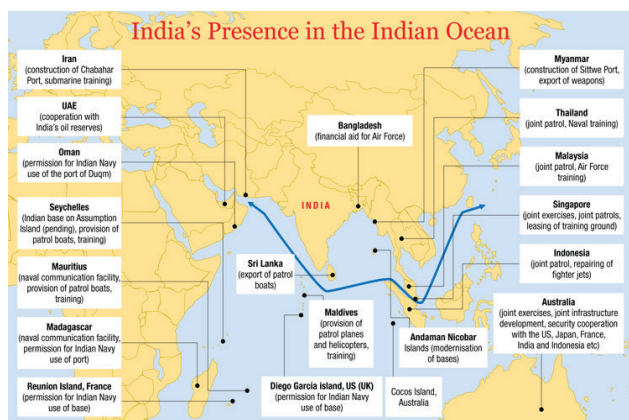 India's Presence in the Indian Ocean
Iran
(construction of Chabahar
Port, submarine training)
UAE
(cooperation with
India's oil reserves)
Oman
(permission for Indian Navy
use of the port of Duqm)
Seychelles
(Indian base on Assumption
Island (pending), provision of
patrol boats, training)
Mauritius
(naval communication facility,
provision of patrol boats,
training)
Madagascar
(naval communication facility,
permission for Indian Navy
use of port)
Reunion Island, France
(permission for Indian Navy
use of base)
Bangladesh
(financial aid for Air Force)
INDIA
Sri Lanka
(export of patrol
boats)
Maldives
(provision of
patrol planes
and helicopters,
training)
Diego Garcia island, US (UK)
(permission for Indian Navy
use of base)
Andaman Nicobar
Islands (modernisation
of bases)
Cocos Island,
Australia
Myanmar
(construction of Sittwe Port,
export of weapons)
Thailand
(joint patrol, Naval training)
Malaysia
(joint patrol, Air Force
training)
Singapore
(joint exercises, joint patrols,
leasing of training ground)
Indonesia
(joint patrol, repairing of
fighter jets)
Australia
(joint exercises, joint infrastructure
development, security cooperation
with the US, Japan, France,
India and Indonesia etc)